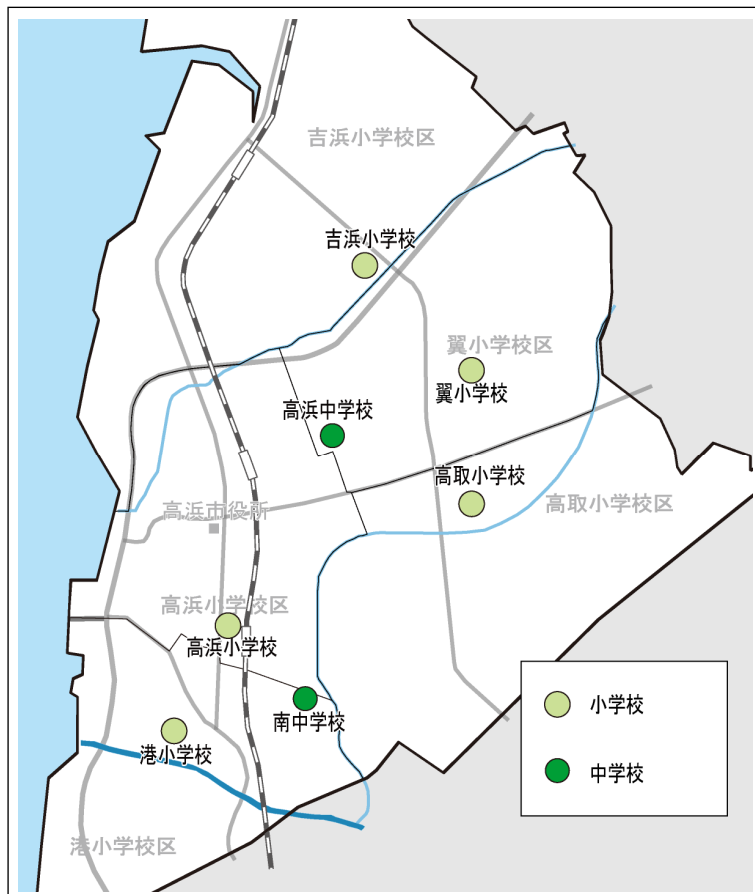 吉浜小学校区
吉浜小学校
翼小学校区
翼小学校
高浜中学校
高取小学校
高取小学校区
高浜市役所
高浜小学校区
高浜小学校
南中学校
港小学校
港小学校区
小学校
中学校